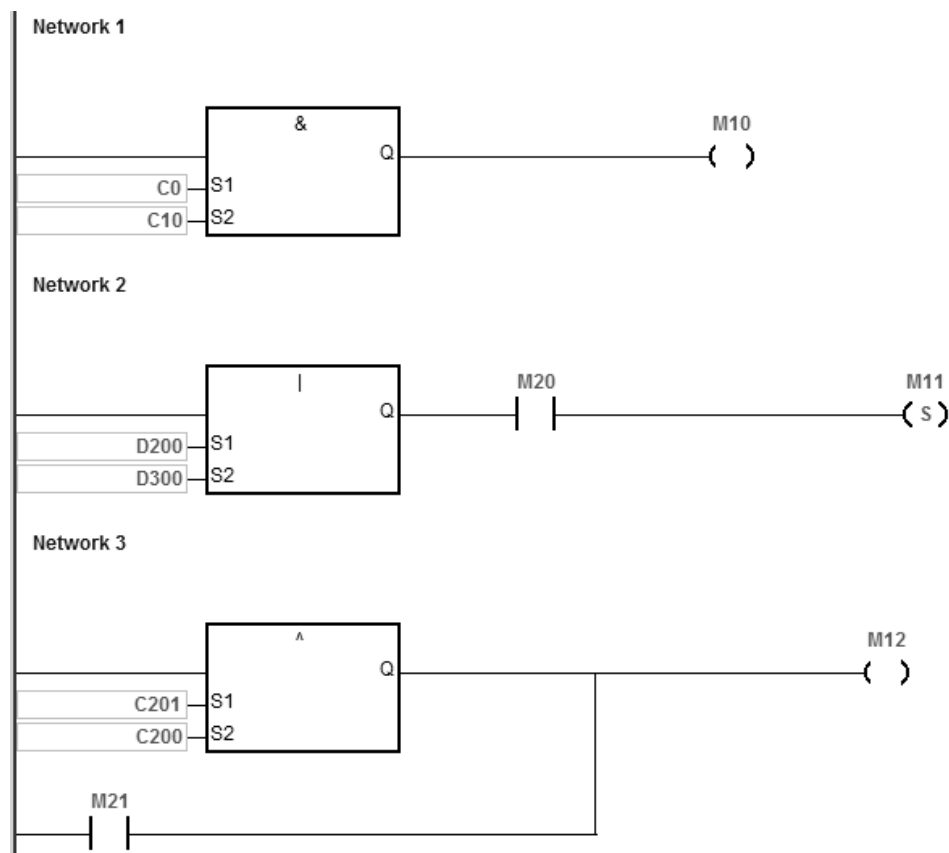 Network 1
&
M10
Q
C0 S1
C10 S2
Network 2
|
M20
M11
Q
( S )
D200 S1
D300 S2
Network 3
^
M12
Q
C201 S1
C200 S2
M21